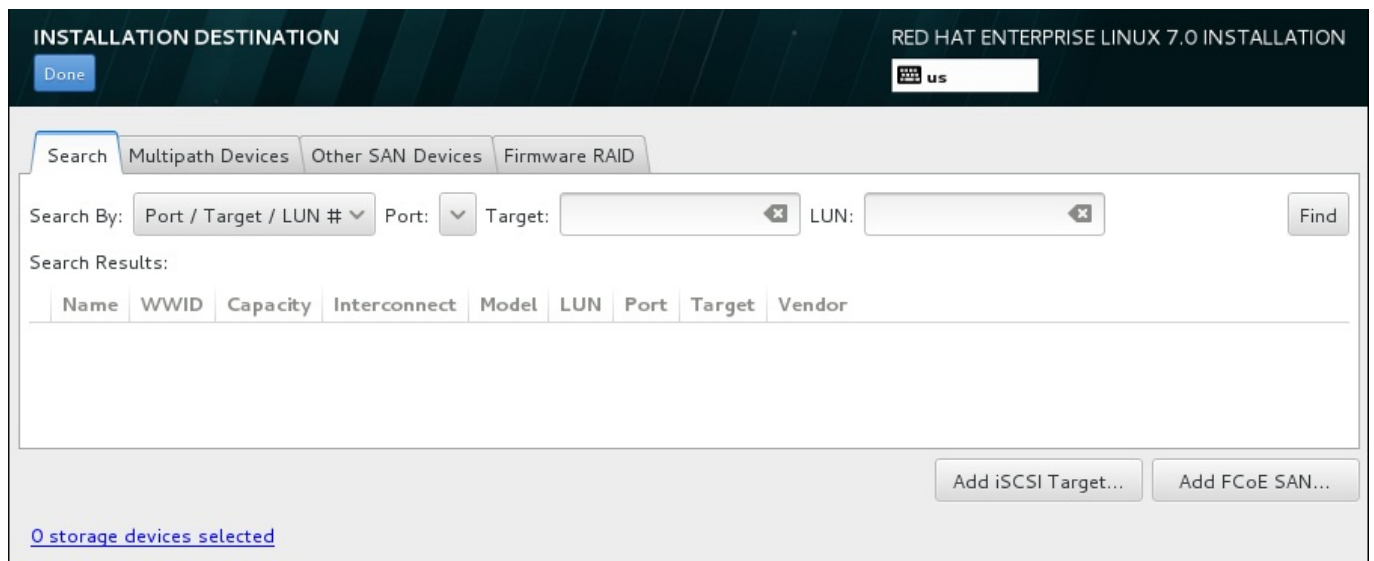 INSTALLATION DESTINATION
RED HAT ENTERPRISE LINUX 7.0 INSTALLATION
Done
us
Search Multipath Devices Other SAN Devices Firmware RAID
Search By: Port / Target / LUN # Port: Target: LUN: Find
Search Results:
Name WWID Capacity Interconnect Model LUN Port Target Vendor
Add iSCSI Target... Add FCoE SAN...
0 storage devices selected